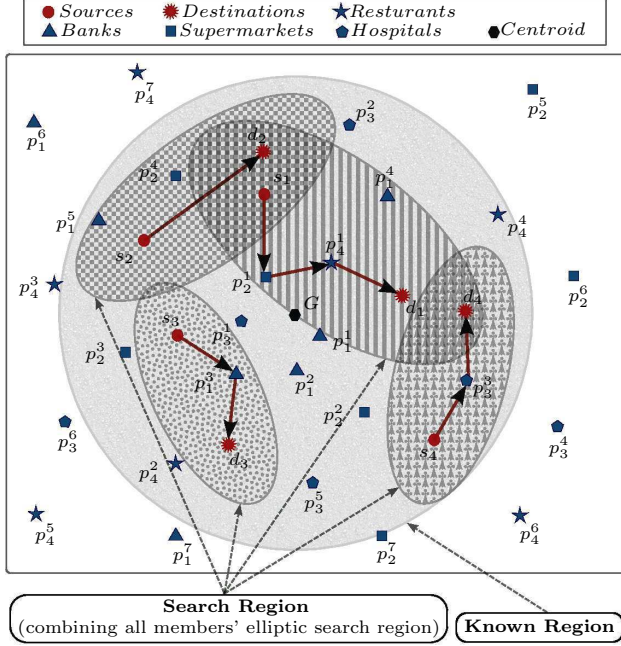 Sources Destinations Resturants
Banks Supermarkets Hospitals Centroid
p_4^7
p_2^5
p_1^6
p_3^2
d_2
p_2^4
s_1
p_1^4
p_1^5
p_4^4
s_2
p_4^1
p_4^3
p_2^1
p_2^6
G
d_1
d_4
s_3
p_3^1
p_1^1
p_2^3
p_1^3
p_1^2
p_3^3
p_2^2
p_3^6
s_4
p_3^4
d_3
p_4^2
p_3^5
p_4^5
p_4^6
p_1^7
p_2^7
Search Region
(combining all members' elliptic search region)
Known Region